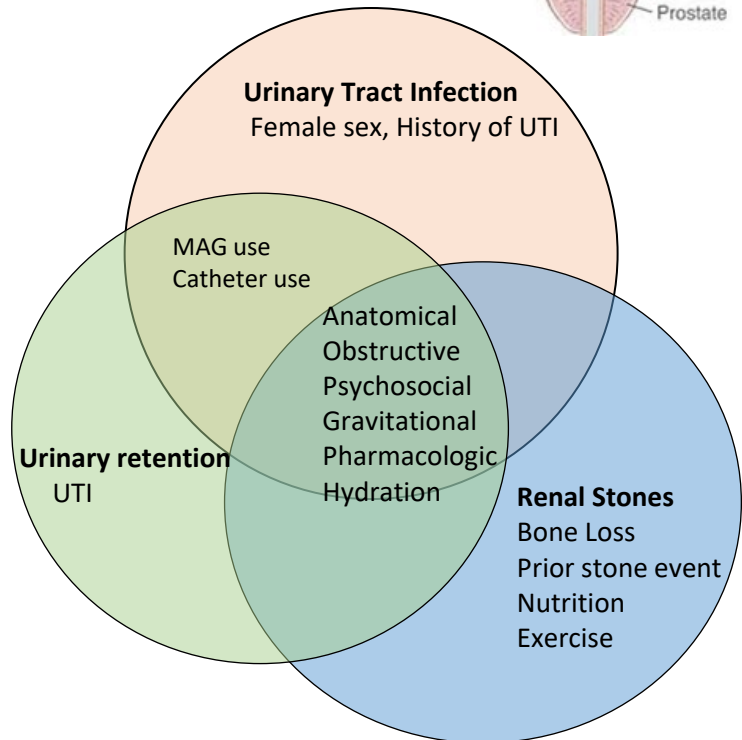 Prostate
Urinary Tract Infection
Female sex, History of UTI
MAG use
Catheter use
Anatomical
Obstructive
Psychosocial
Gravitational
Pharmacologic
Hydration
Urinary retention
UTI
Renal Stones
Bone Loss
Prior stone event
Nutrition
Exercise